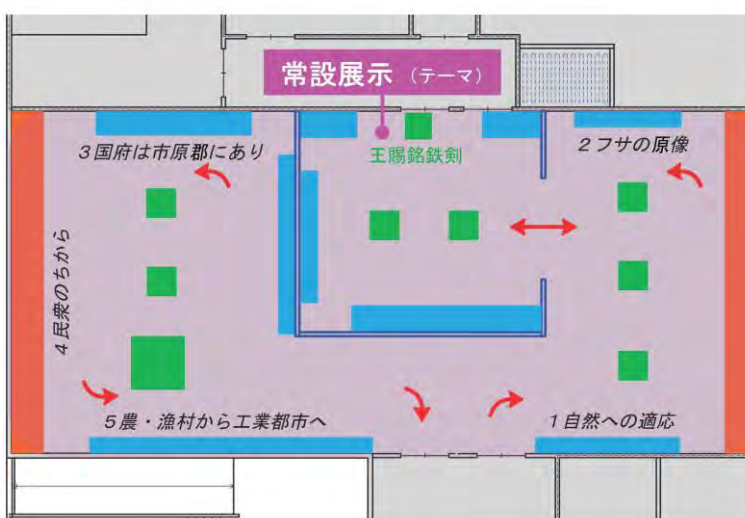 常設展示（テーマ）
3国府は市原郡にあり
王賜銘鉄剣
2フサの原像
4民衆のちから
5農・漁村から工業都市へ
1自然への適応